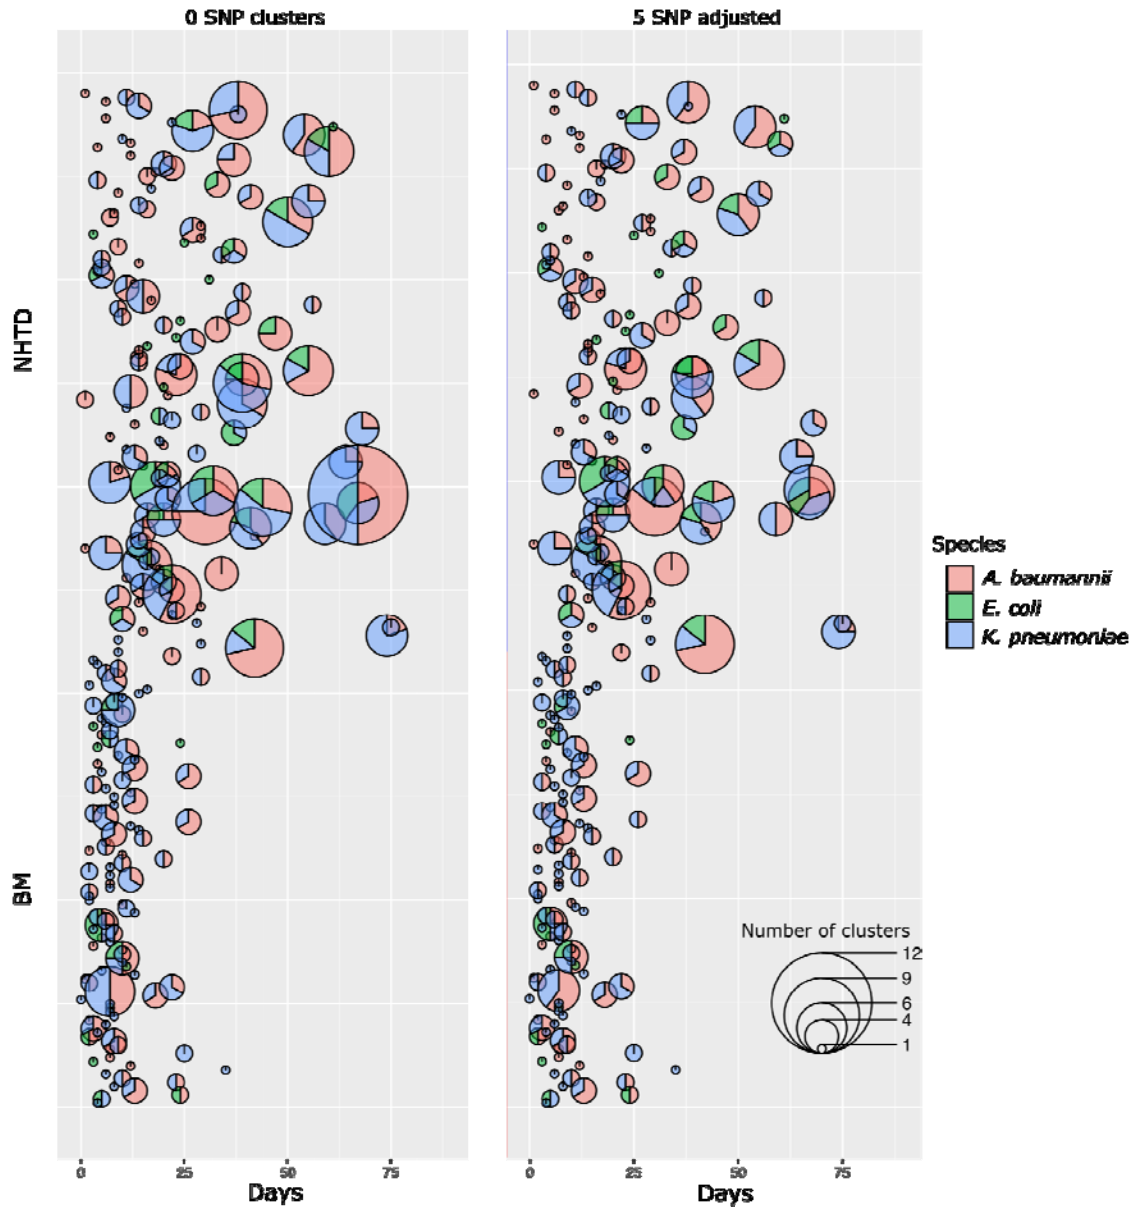 0 SNP clusters
5 SNP adjusted
NHTD
BM
Species
A. baumannii
E. coli
K. pneumoniae
Number of clusters
12
9
6
4
1
0 25 50 75
0 25 50 75
Days
Days